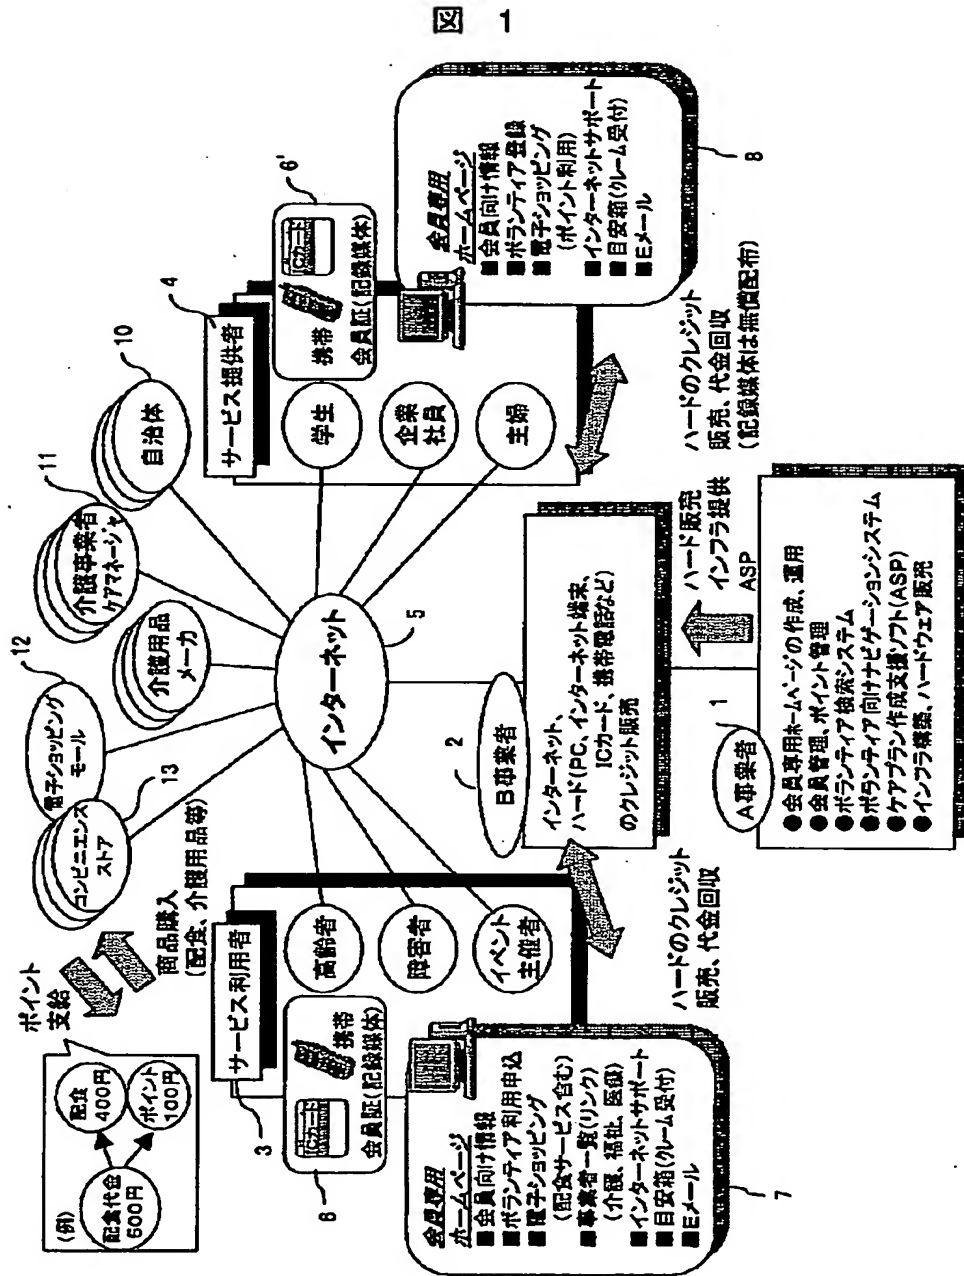 図 1
(例)
配食代金
500円
配食
400円
ポイント
100円
ポイント
支給
商品購入
(配食、介護用品等)
コンビニエンス
ストア
13
電子ショッピング
モール
12
介護用品
メーカ
介護事業者
ケアマネージャ
11
自治体
10
インターネット
5
サービス利用者
3
ICカード
携帯
会員証(記録媒体)
6
高齢者
障害者
イベント
主催者
会員専用
ホームページ
■会員向け情報
■ボランティア利用申込
■電子ショッピング
(配食サービス含む)
■事業者一覧(リンク)
(介護、福祉、医療)
■インターネットサポート
■目安箱(クレーム受付)
■Eメール
7
サービス提供者
4
携帯
ICカード
会員証(記録媒体)
6'
学生
企業
社員
主婦
会員専用
ホームページ
■会員向け情報
■ボランティア登録
■電子ショッピング
(ポイント利用)
■インターネットサポート
■目安箱(クレーム受付)
■Eメール
8
B事業者
2
インターネット、
ハード(PC、インターネット端末、
ICカード、携帯電話など)
のクレジット販売
ハードのクレジット
販売、代金回収
ハードのクレジット
販売、代金回収
(記録媒体は無償配布)
ハード販売
インフラ提供
ASP
A事業者
1
●会員専用ホームページの作成、運用
●会員管理、ポイント管理
●ボランティア検索システム
●ボランティア向けナビゲーションシステム
●ケアプラン作成支援ソフト(ASP)
●インフラ構築、ハードウェア販売